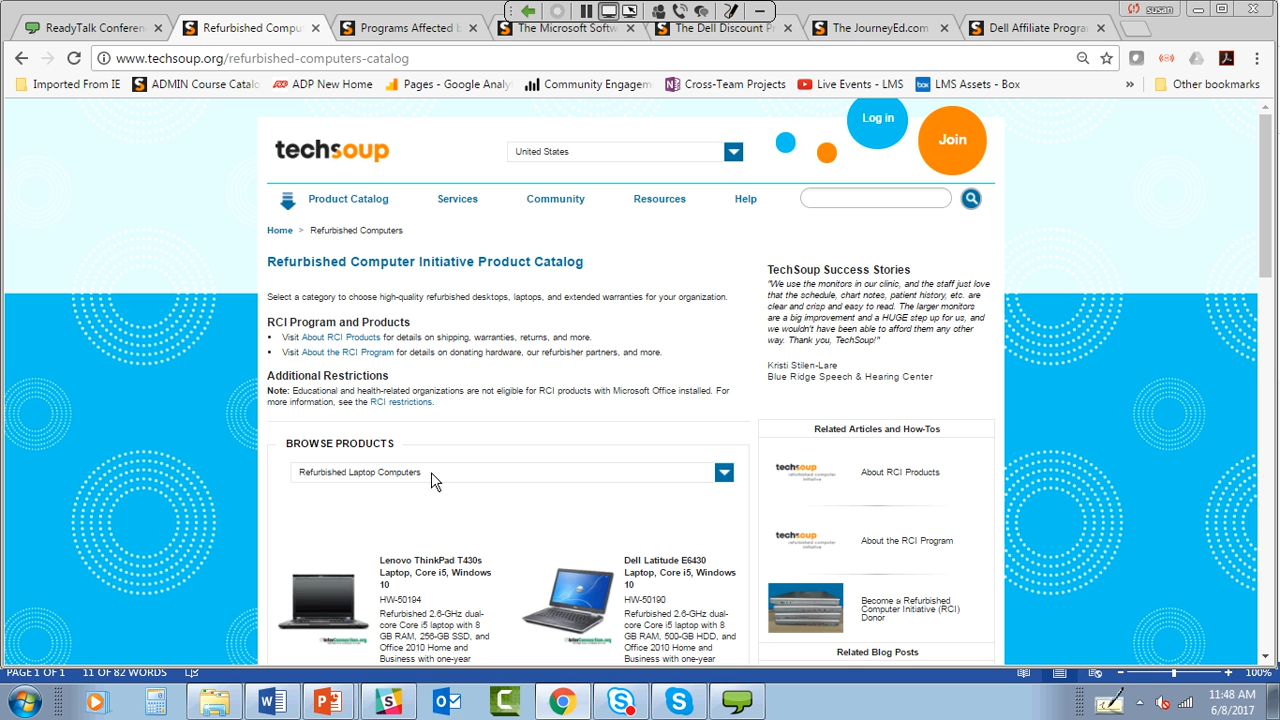 susan
ReadyTalk Conferen
Refurbished Compu
Programs Affected b
The Microsoft Softw
The Dell Discount P
The JourneyEd.com
Dell Affiliate Program
www.techsoup.org/refurbished-computers-catalog
Imported From IE
ADMIN Course Catalo
ADP New Home
Pages - Google Analy
Community Engagem
Cross-Team Projects
Live Events - LMS
LMS Assets - Box
»
Other bookmarks
techsoup
United States
Log in
Join
Product Catalog
Services
Community
Resources
Help
Home > Refurbished Computers
Refurbished Computer Initiative Product Catalog
Select a category to choose high-quality refurbished desktops, laptops, and extended warranties for your organization.
RCI Program and Products
• Visit About RCI Products for details on shipping, warranties, returns, and more.
• Visit About the RCI Program for details on donating hardware, our refurbisher partners, and more.
Additional Restrictions
Note: Educational and health-related organizations are not eligible for RCI products with Microsoft Office installed. For
more information, see the RCI restrictions.
BROWSE PRODUCTS
Refurbished Laptop Computers
Lenovo ThinkPad T430s
Laptop, Core i5, Windows
10
HW-50194
Refurbished 2.6-GHz dual-
core Core i5 laptop with 8
GB RAM, 256-GB SSD, and
Office 2010 Home and
Business with one-year
Dell Latitude E6430
Laptop, Core i5, Windows
10
HW-50190
Refurbished 2.6-GHz dual-
core Core i5 laptop with 8
GB RAM, 500-GB HDD, and
Office 2010 Home and
Business with one-year
TechSoup Success Stories
"We use the monitors in our clinic, and the staff just love
that the schedule, chart notes, patient history, etc. are
clear and crisp and easy to read. The larger monitors
are a big improvement and a HUGE step up for us, and
we wouldn't have been able to afford them any other
way. Thank you, TechSoup!"
Kristi Stilen-Lare
Blue Ridge Speech & Hearing Center
Related Articles and How-Tos
techsoup
About RCI Products
techsoup
About the RCI Program
Become a Refurbished
Computer Initiative (RCI)
Donor
Related Blog Posts
PAGE 1 OF 1
11 OF 82 WORDS
100%
11:48 AM
6/8/2017